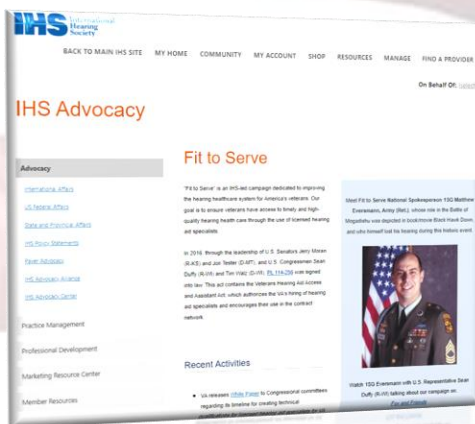 IHS International
Hearing
Society
BACK TO MAIN IHS SITE MY HOME COMMUNITY MY ACCOUNT SHOP RESOURCES MANAGE FIND A PROVIDER
On Behalf Of:
IHS Advocacy
Advocacy
International Affairs
US Federal Affairs
State and Provincial Affairs
IHS Policy Statements
Payer Advocacy
IHS Advocacy Alliance
IHS Advocacy Center
Practice Management
Professional Development
Marketing Resource Center
Member Resources
Fit to Serve
"Fit to Serve" is an IHS-led campaign dedicated to improving
the hearing healthcare system for America's veterans. Our
goal is to ensure veterans have access to timely and high-
quality hearing health care through the use of licensed hearing
aid specialists.
In 2016, through the leadership of U.S. Senators Jerry Moran
(R-KS) and Jon Tester (D-MT), and U.S. Congressmen Sean
Duffy (R-WI) and Tim Walz (D-MN), PL 114-256 was signed
into law. This act contains the Veterans Hearing Aid Access
and Assistant Act, which authorizes the VA's hiring of hearing
aid specialists and encourages their use in the contract
network.
Recent Activities
• VA releases White Paper to Congressional committees
regarding its timeline for creating technical
Meet Fit to Serve National Spokesperson 1SG Matthew
Eversmann, Army (Ret.), whose role in the Battle of
Mogadishu was depicted in book/movie Black Hawk Down,
and who himself lost his hearing during this historic event.
Watch 1SG Eversmann with U.S. Representative Sean
Duffy (R-WI) talking about our campaign on
Fox and Friends